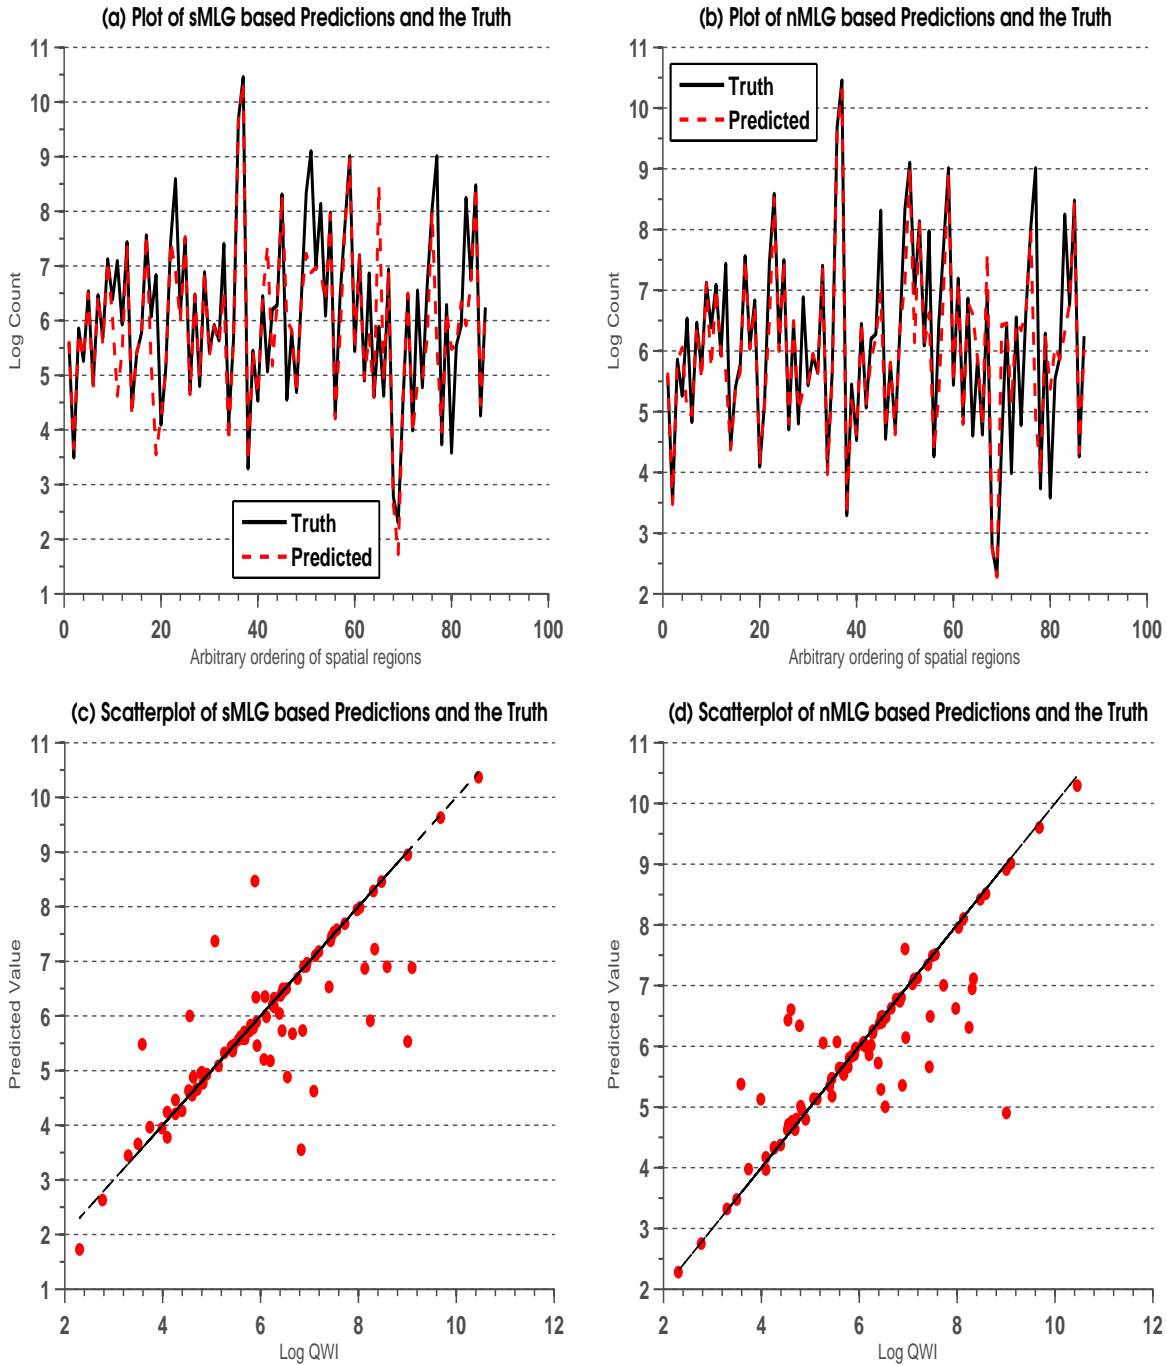 (a) Plot of sMLG based Predictions and the Truth
11
10
9
8
7
6
5
4
3
2
1
Log Count
Truth
Predicted
0 20 40 60 80 100
Arbitrary ordering of spatial regions
(b) Plot of nMLG based Predictions and the Truth
11
10
9
8
7
6
5
4
3
2
Log Count
Truth
Predicted
0 20 40 60 80 100
Arbitrary ordering of spatial regions
(c) Scatterplot of sMLG based Predictions and the Truth
11
10
9
8
7
6
5
4
3
2
1
Predicted Value
2 4 6 8 10 12
Log QWI
(d) Scatterplot of nMLG based Predictions and the Truth
11
10
9
8
7
6
5
4
3
2
Predicted Value
2 4 6 8 10 12
Log QWI